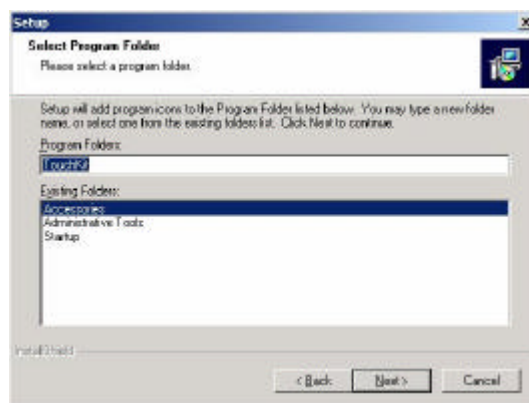 Setup
Select Program Folder
Please select a program folder.
Setup will add program icons to the Program Folder listed below. You may type a new folder
name, or select one from the existing folders list. Click Next to continue.
Program Folders:
TouchKit
Existing Folders:
Accessories
Administrative Tools
Startup
InstallShield
< Back
Next >
Cancel